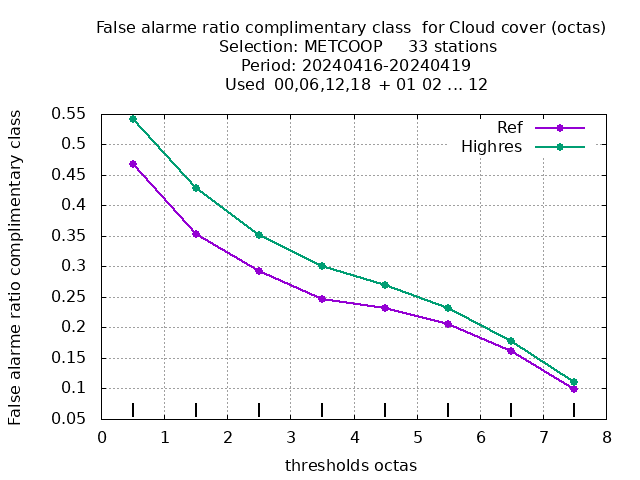 False alarme ratio complimentary class  for Cloud cover (octas)
Selection: METCOOP     33 stations
Period: 20240416-20240419
Used  00,06,12,18 + 01 02 ... 12
False alarme ratio complimentary class
0.55
0.5
0.45
0.4
0.35
0.3
0.25
0.2
0.15
0.1
0.05
Ref
Highres
0 1 2 3 4 5 6 7 8
thresholds octas